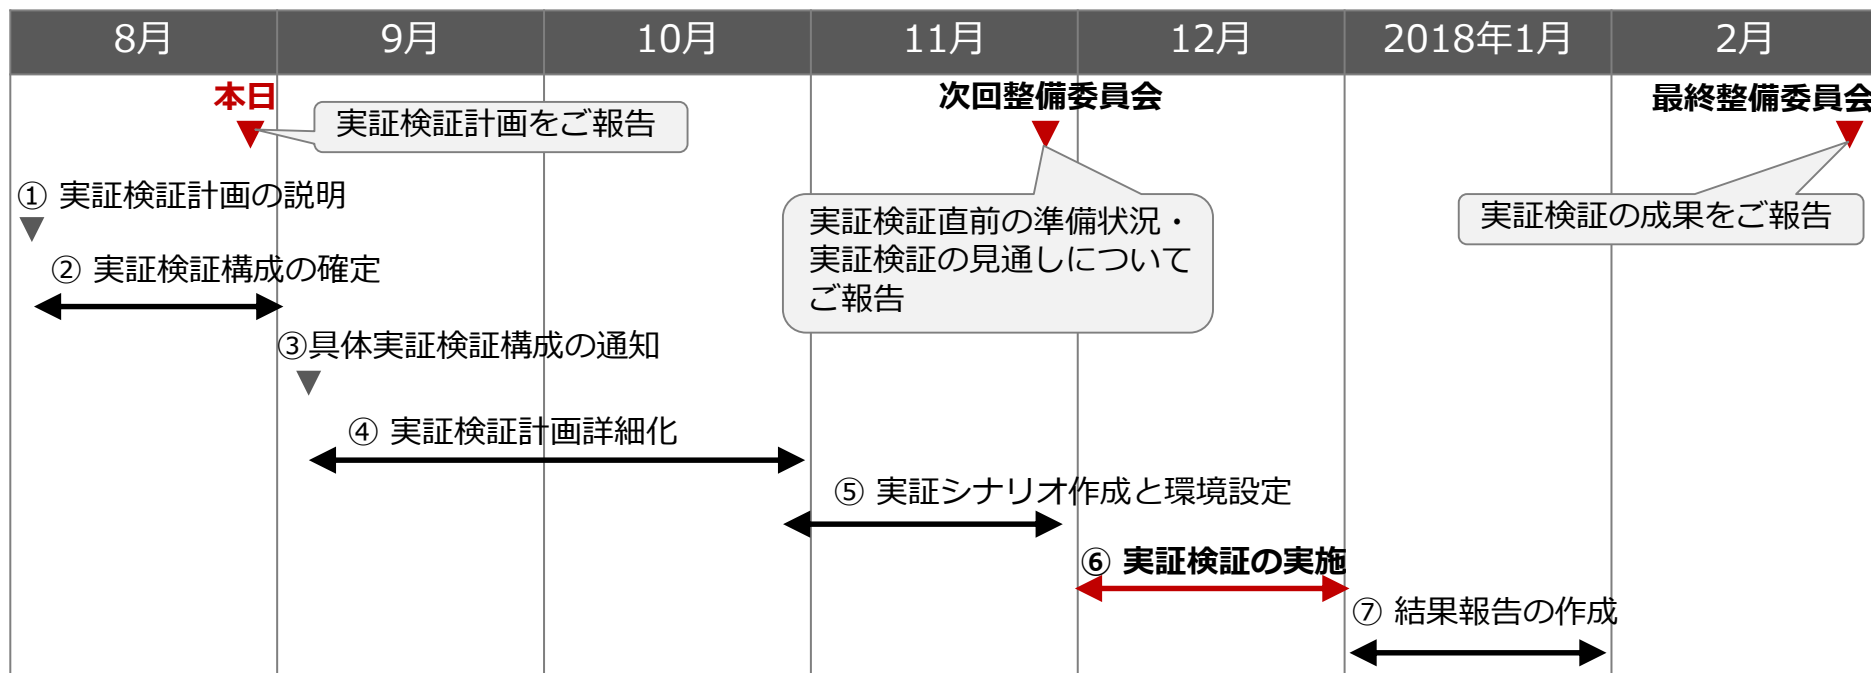 8月
9月
10月
11月
12月
2018年1月
2月
本日
次回整備委員会
最終整備委員会
実証検証計画をご報告
① 実証検証計画の説明
実証検証直前の準備状況・
実証検証の見通しについて
ご報告
実証検証の成果をご報告
② 実証検証構成の確定
③具体実証検証構成の通知
④ 実証検証計画詳細化
⑤ 実証シナリオ作成と環境設定
⑥ 実証検証の実施
⑦ 結果報告の作成